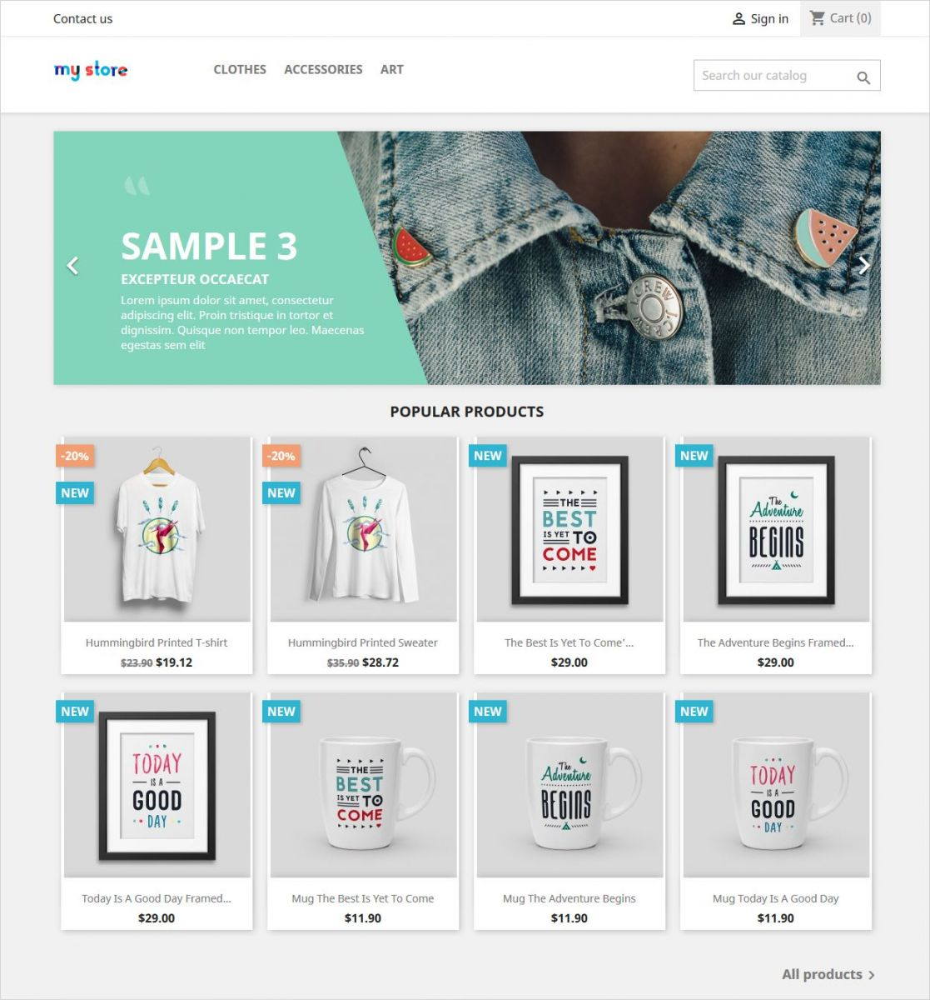 Contact us
Sign in
Cart (0)
my store
CLOTHES ACCESSORIES ART
Search our catalog
“
SAMPLE 3
EXCEPTEUR OCCAECAT
Lorem ipsum dolor sit amet, consectetur
adipiscing elit. Proin tristique in tortor et
dignissim. Quisque non tempor leo. Maecenas
egestas sem elit
J.CREW J.CREW
POPULAR PRODUCTS
-20%
NEW
Hummingbird Printed T-shirt
$23.90 $19.12
-20%
NEW
Hummingbird Printed Sweater
$35.90 $28.72
NEW
THE
BEST
IS YET TO
COME
The Best Is Yet To Come'...
$29.00
NEW
The
Adventure
BEGINS
The Adventure Begins Framed...
$29.00
NEW
TODAY
IS A
GOOD
DAY
Today Is A Good Day Framed...
$29.00
NEW
THE
BEST
IS YET TO
COME
Mug The Best Is Yet To Come
$11.90
NEW
The
Adventure
BEGINS
Mug The Adventure Begins
$11.90
NEW
TODAY
IS A
GOOD
DAY
Mug Today Is A Good Day
$11.90
All products